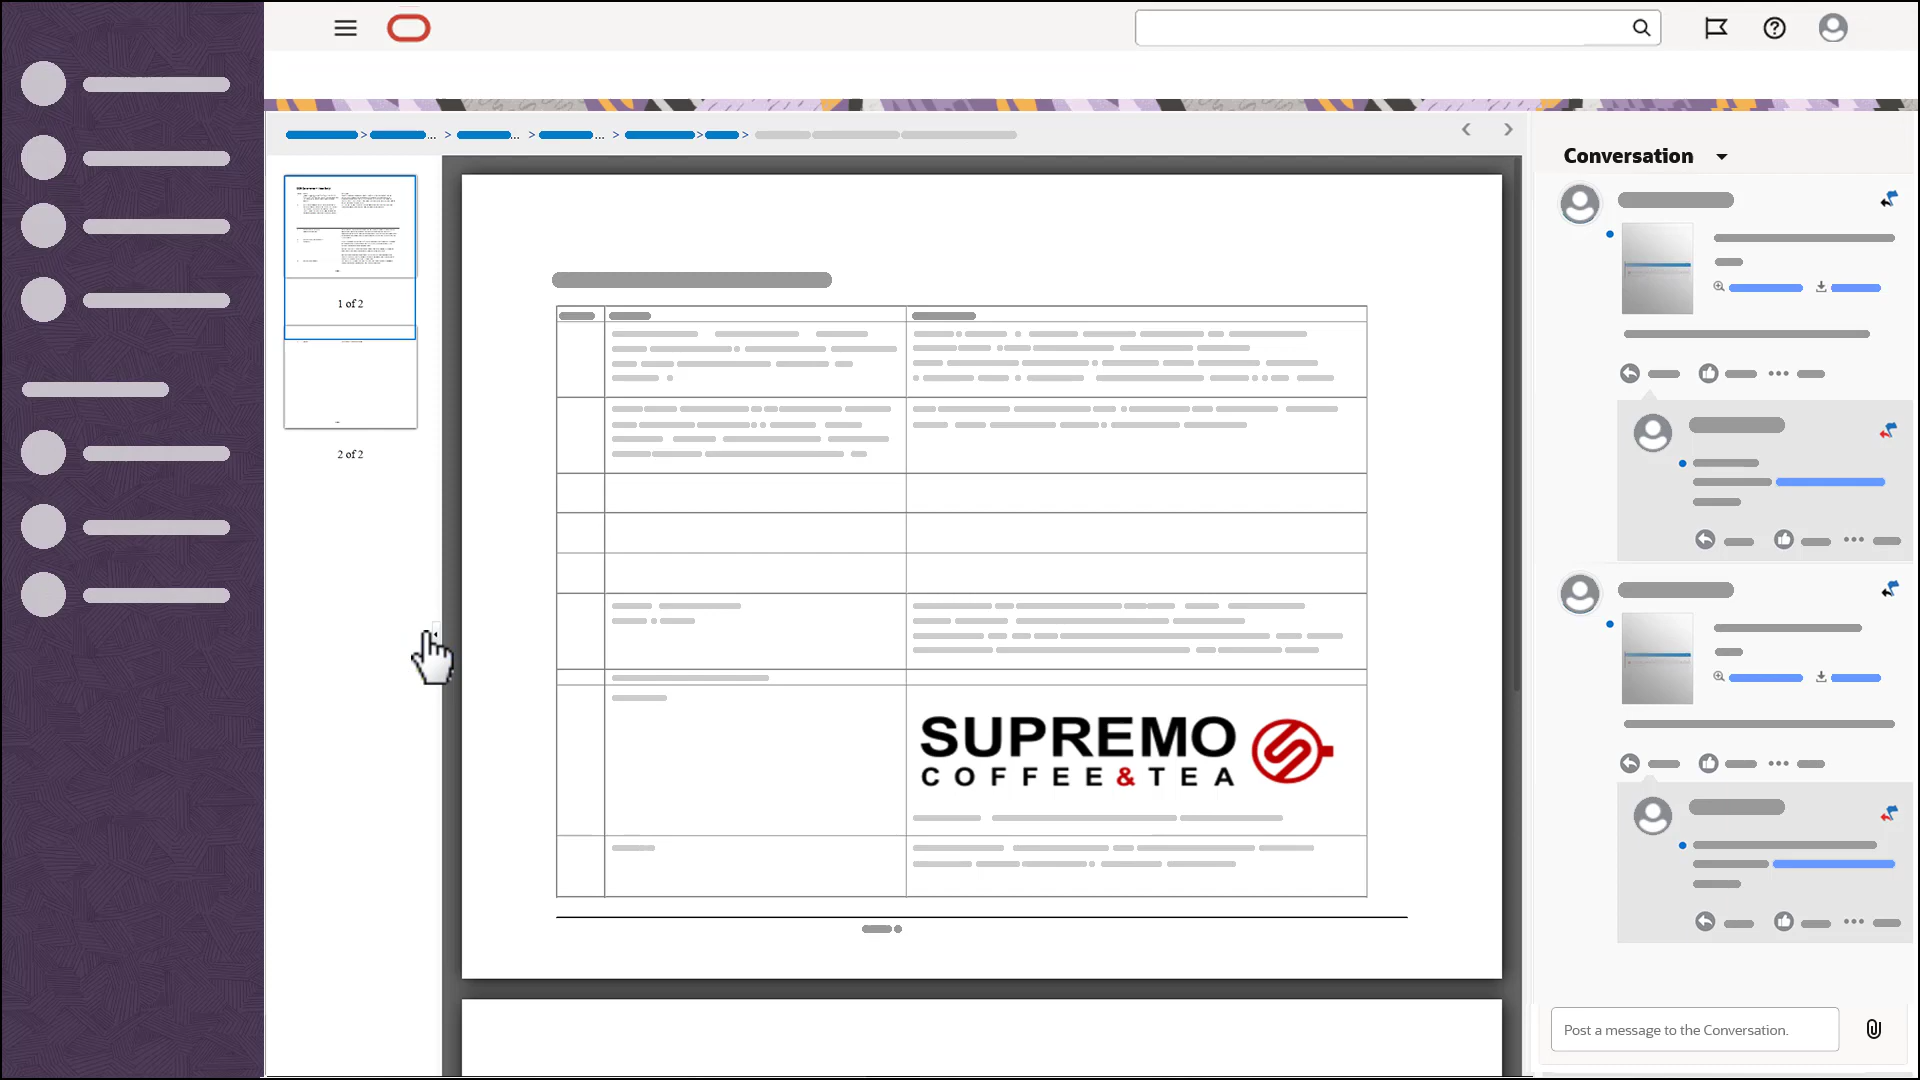 Conversation
1 of 2
2 of 2
SUPREMO
COFFEE&TEA
Post a message to the Conversation.